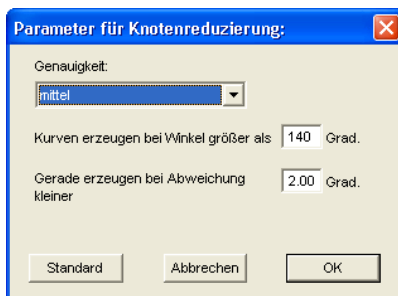 Parameter für Knotenreduzierung:
Genauigkeit:
mittel
Kurven erzeugen bei Winkel größer als 140 Grad.
Gerade erzeugen bei Abweichung 2.00 Grad.
kleiner
Standard Abbrechen OK